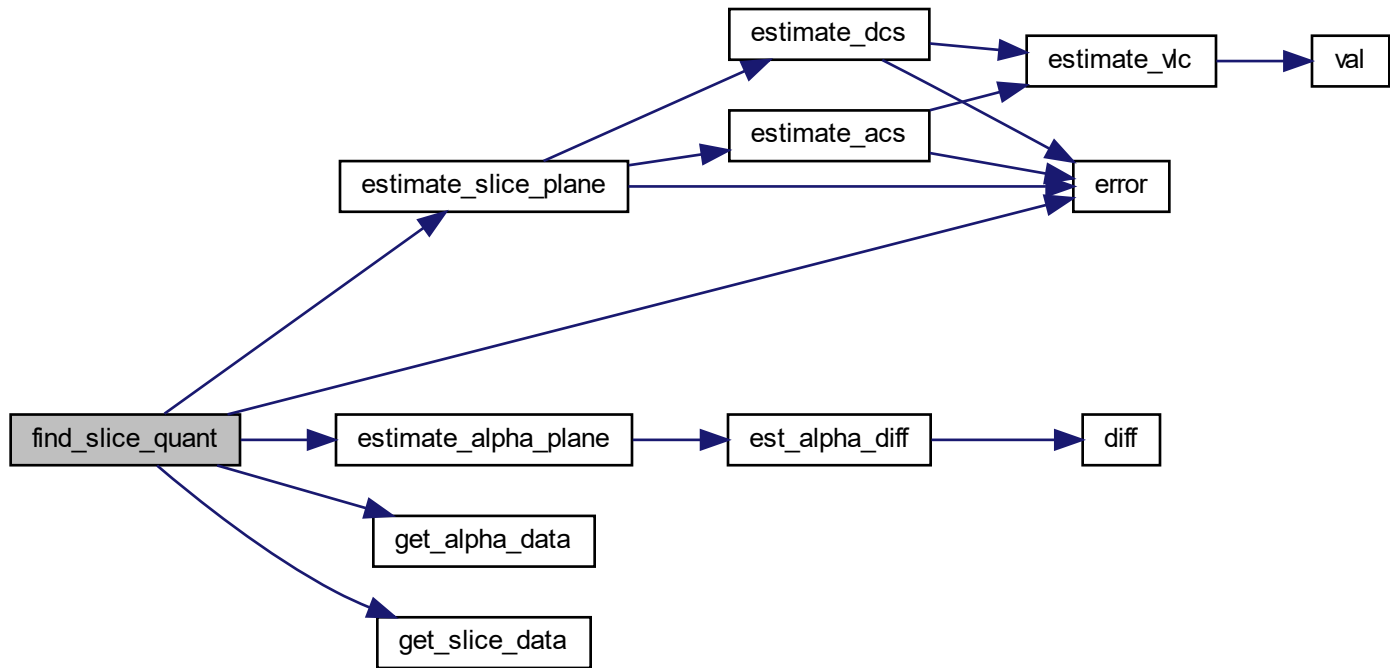 estimate_dcs
estimate_vlc
val
estimate_acs
estimate_slice_plane
error
find_slice_quant
estimate_alpha_plane
est_alpha_diff
diff
get_alpha_data
get_slice_data